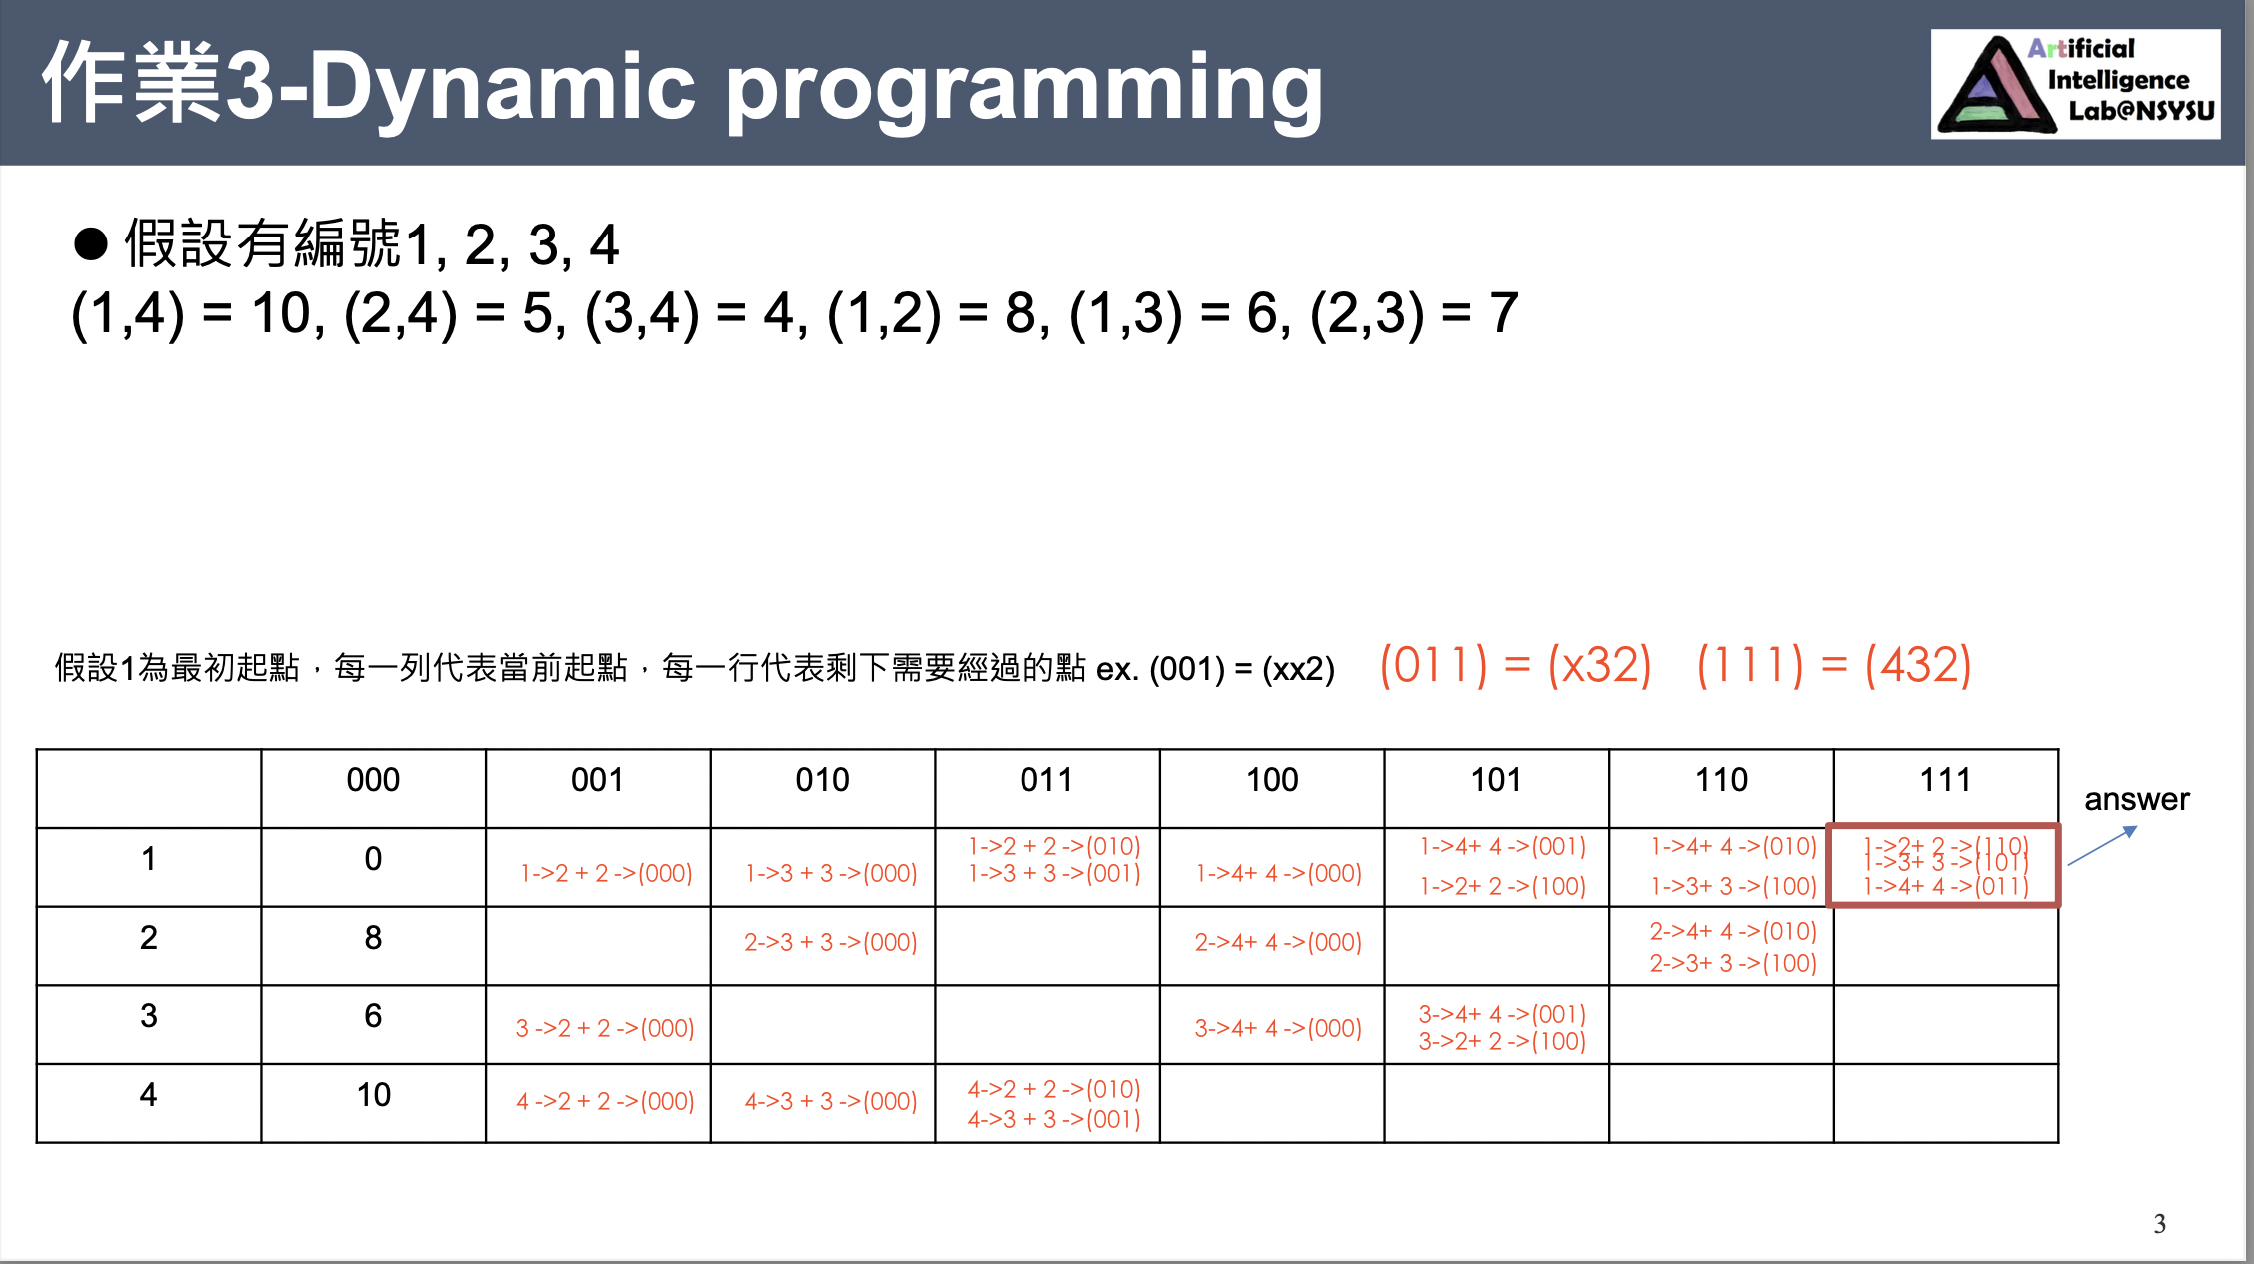 作業3-Dynamic programming
Artificial
Intelligence
Lab@NSYSU
● 假設有編號1, 2, 3, 4
(1,4) = 10, (2,4) = 5, (3,4) = 4, (1,2) = 8, (1,3) = 6, (2,3) = 7
假設1為最初起點，每一列代表當前起點，每一行代表剩下需要經過的點 ex. (001) = (xx2) (011) = (x32) (111) = (432)
000 001 010 011 100 101 110 111
answer
1 0 1->2 + 2 ->(000) 1->3 + 3 ->(000) 1->2 + 2 ->(010) 1->3 + 3 ->(001) 1->4+ 4 ->(000) 1->4+ 4 ->(001) 1->2+ 2 ->(100) 1->4+ 4 ->(010) 1->3+ 3 ->(100) 1->2+ 2 ->(110) 1->3+ 3 ->(101) 1->4+ 4 ->(011)
2 8 2->3 + 3 ->(000) 2->4+ 4 ->(000) 2->4+ 4 ->(010) 2->3+ 3 ->(100)
3 6 3 ->2 + 2 ->(000) 3->4+ 4 ->(000) 3->4+ 4 ->(001) 3->2+ 2 ->(100)
4 10 4 ->2 + 2 ->(000) 4->3 + 3 ->(000) 4->2 + 2 ->(010) 4->3 + 3 ->(001)
3